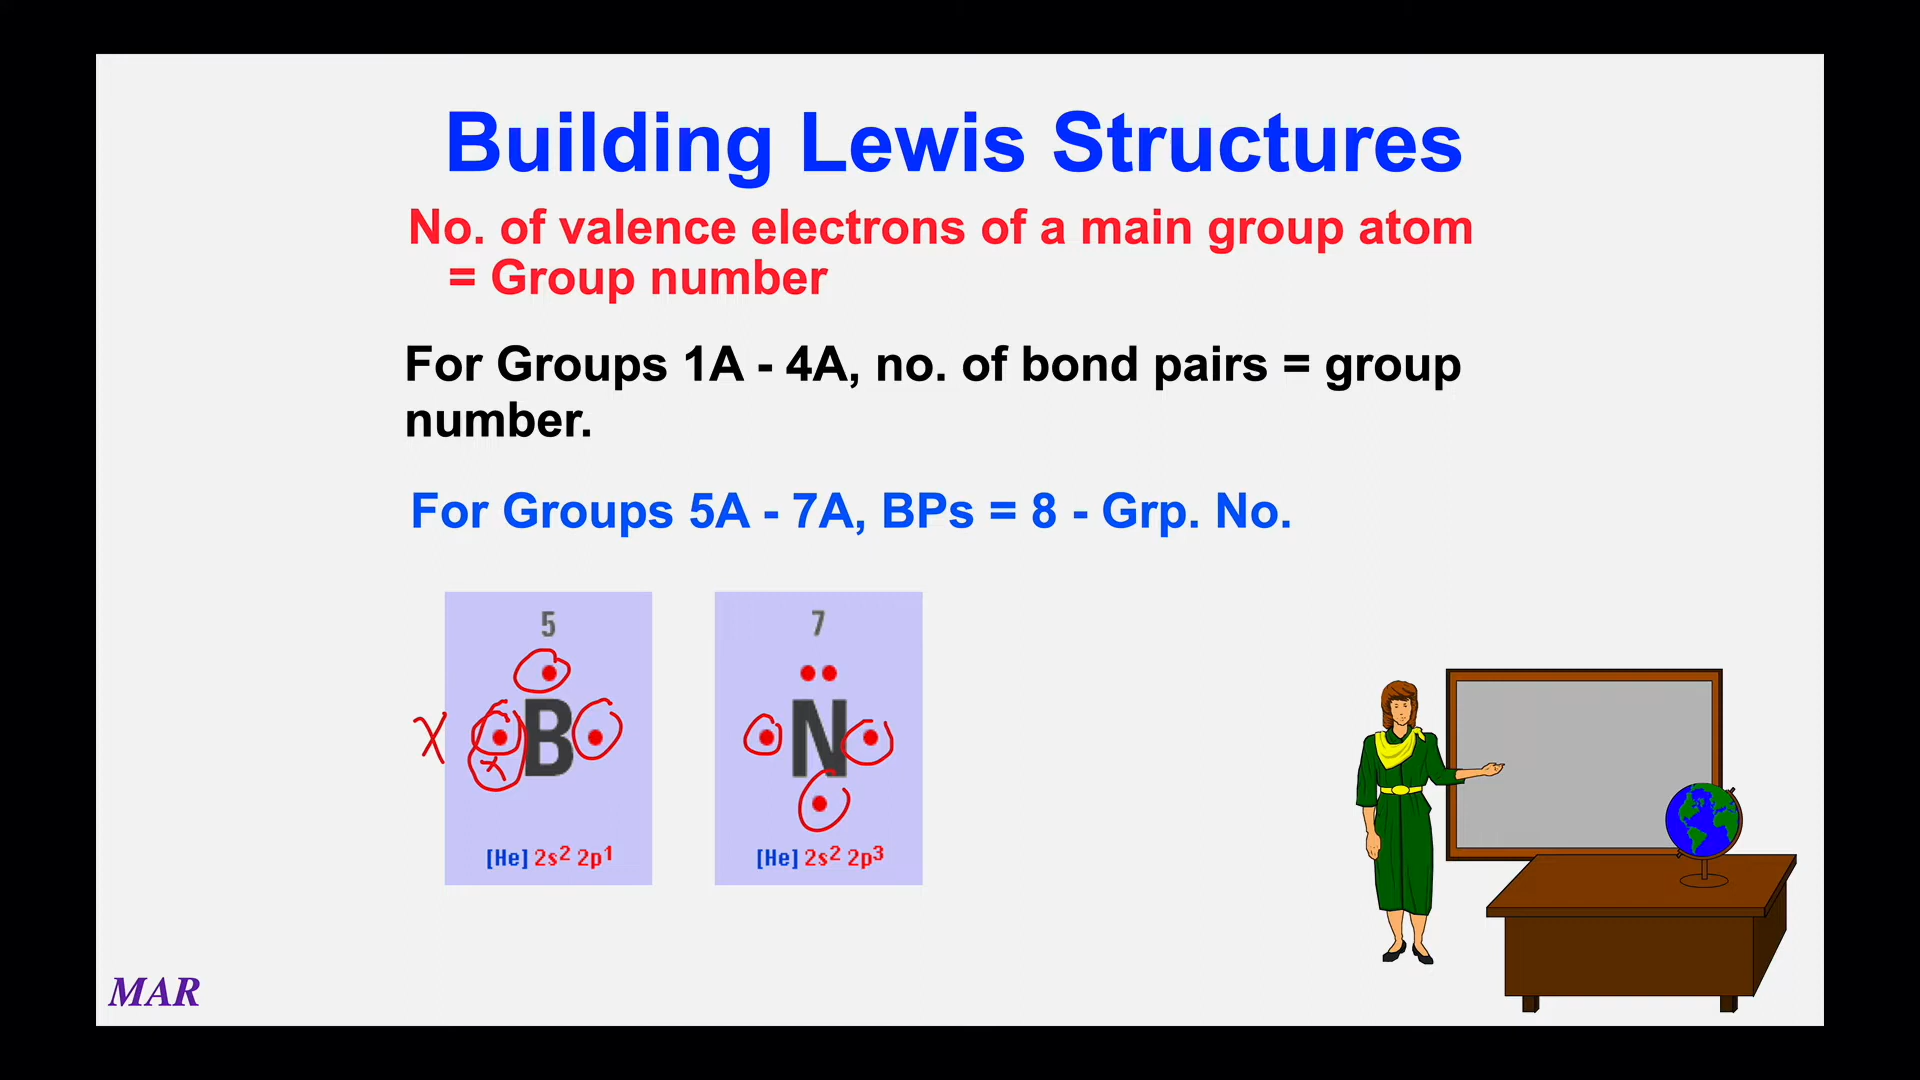 Building Lewis Structures
No. of valence electrons of a main group atom
= Group number
For Groups 1A - 4A, no. of bond pairs = group
number.
For Groups 5A - 7A, BPs = 8 - Grp. No.
5
X
B
x
[He] 2s² 2p¹
7
N
[He] 2s² 2p³
MAR